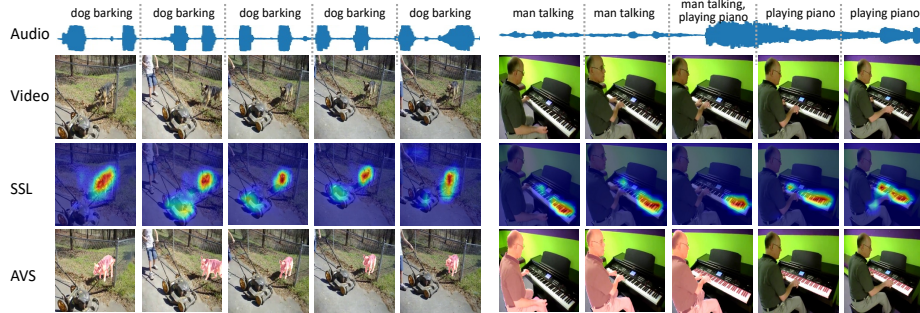 dog barking dog barking dog barking dog barking dog barking man talking man talking man talking, playing piano playing piano playing piano
Audio
Video
SSL
AVS